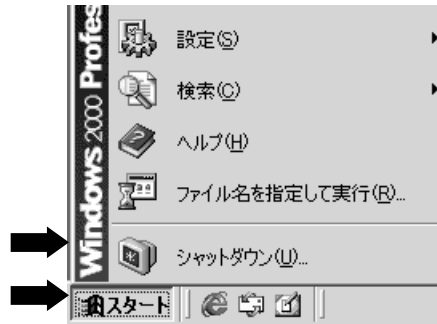 Windows 2000 Profes
設定(S)
検索(C)
ヘルプ(H)
ファイル名を指定して実行(R)...
シャットダウン(U)...
スタート